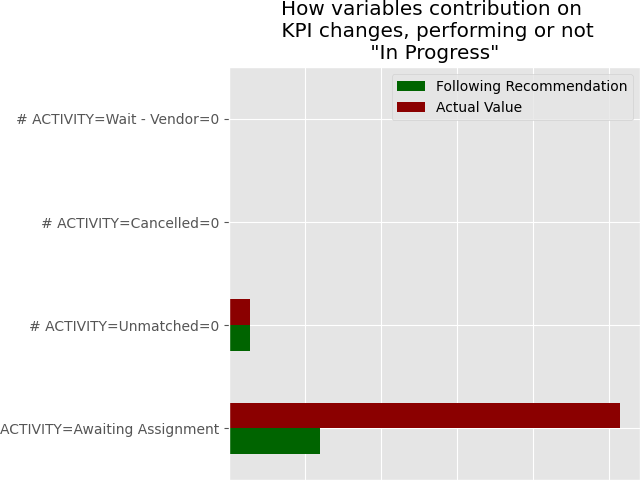 How variables contribution on
KPI changes, performing or not
"In Progress"
Following Recommendation
Actual Value
# ACTIVITY=Wait - Vendor=0
# ACTIVITY=Cancelled=0
# ACTIVITY=Unmatched=0
ACTIVITY=Awaiting Assignment